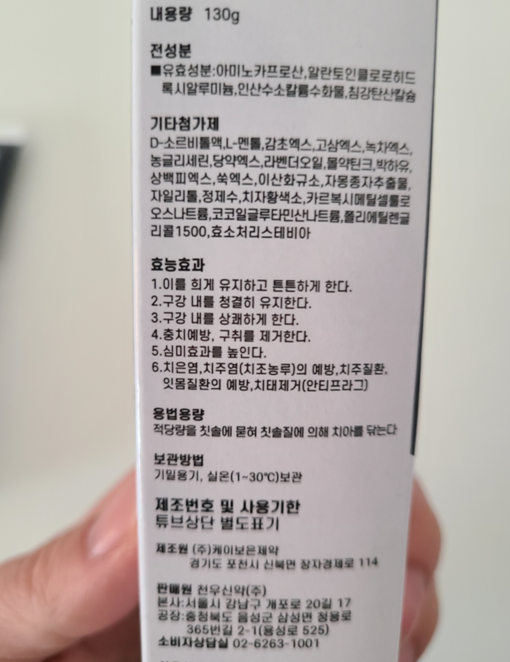 내용량 130g
전성분
■유효성분:아미노카프로산,알란토인클로로히드
록시알루미늄,인산수소칼륨수화물,침강탄산칼슘
기타첨가제
D-소르비톨액,L-멘톨,감초엑스,고삼엑스,녹차엑스,
농글리세린,당약엑스,라벤더오일,몰약틴크,박하유,
상백피엑스,쑥엑스,이산화규소,자몽종자추출물,
자일리톨,정제수,치자황색소,카르복시메틸셀룰로
오스나트륨,코코일글루타민산나트륨,폴리에틸렌글
리콜1500,효소처리스테비아
효능효과
1.이를 희게 유지하고 튼튼하게 한다.
2.구강 내를 청결히 유지한다.
3.구강 내를 상쾌하게 한다.
4.충치예방, 구취를 제거한다.
5.심미효과를 높인다.
6.치은염,치주염(치조농루)의 예방,치주질환.
잇몸질환의 예방,치태제거(안티프라그)
용법용량
적당량을 칫솔에 묻혀 칫솔질에 의해 치아를 닦는다
보관방법
기밀용기, 실온(1~30℃)보관
제조번호 및 사용기한
튜브상단 별도표기
제조원 (주)케이보은제약
경기도 포천시 신북면 장자경제로 114
판매원 천우신약(주)
본사:서울시 강남구 개포로 20길 17
공장:충청북도 음성군 삼성면 청용로
365번길 2-1(용성로 525)
소비자상담실 02-6263-1001